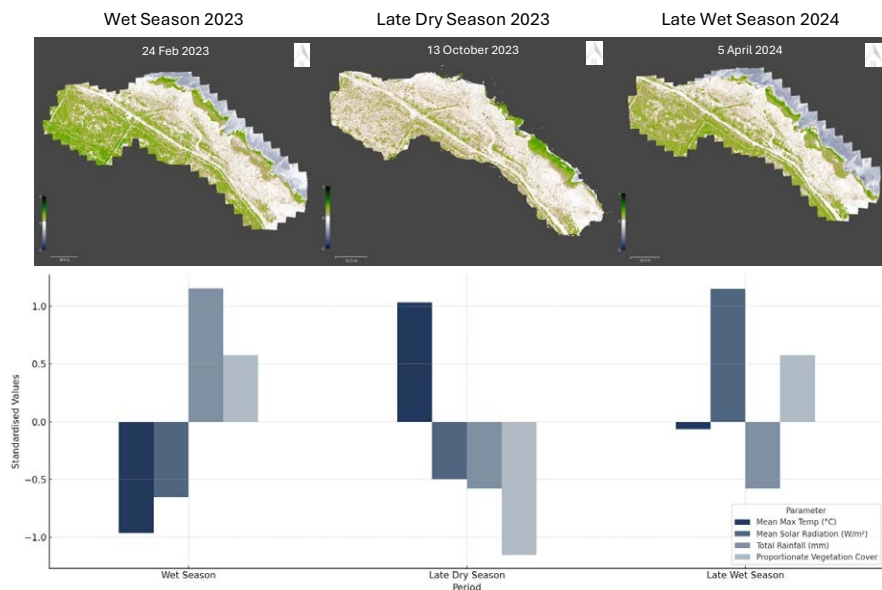 Wet Season 2023
Late Dry Season 2023
Late Wet Season 2024
24 Feb 2023
13 October 2023
5 April 2024
Standardised Values
1.0
0.5
0.0
−0.5
−1.0
Wet Season
Late Dry Season
Late Wet Season
Period
Parameter
Mean Max Temp (°C)
Mean Solar Radiation (W/m²)
Total Rainfall (mm)
Proportionate Vegetation Cover